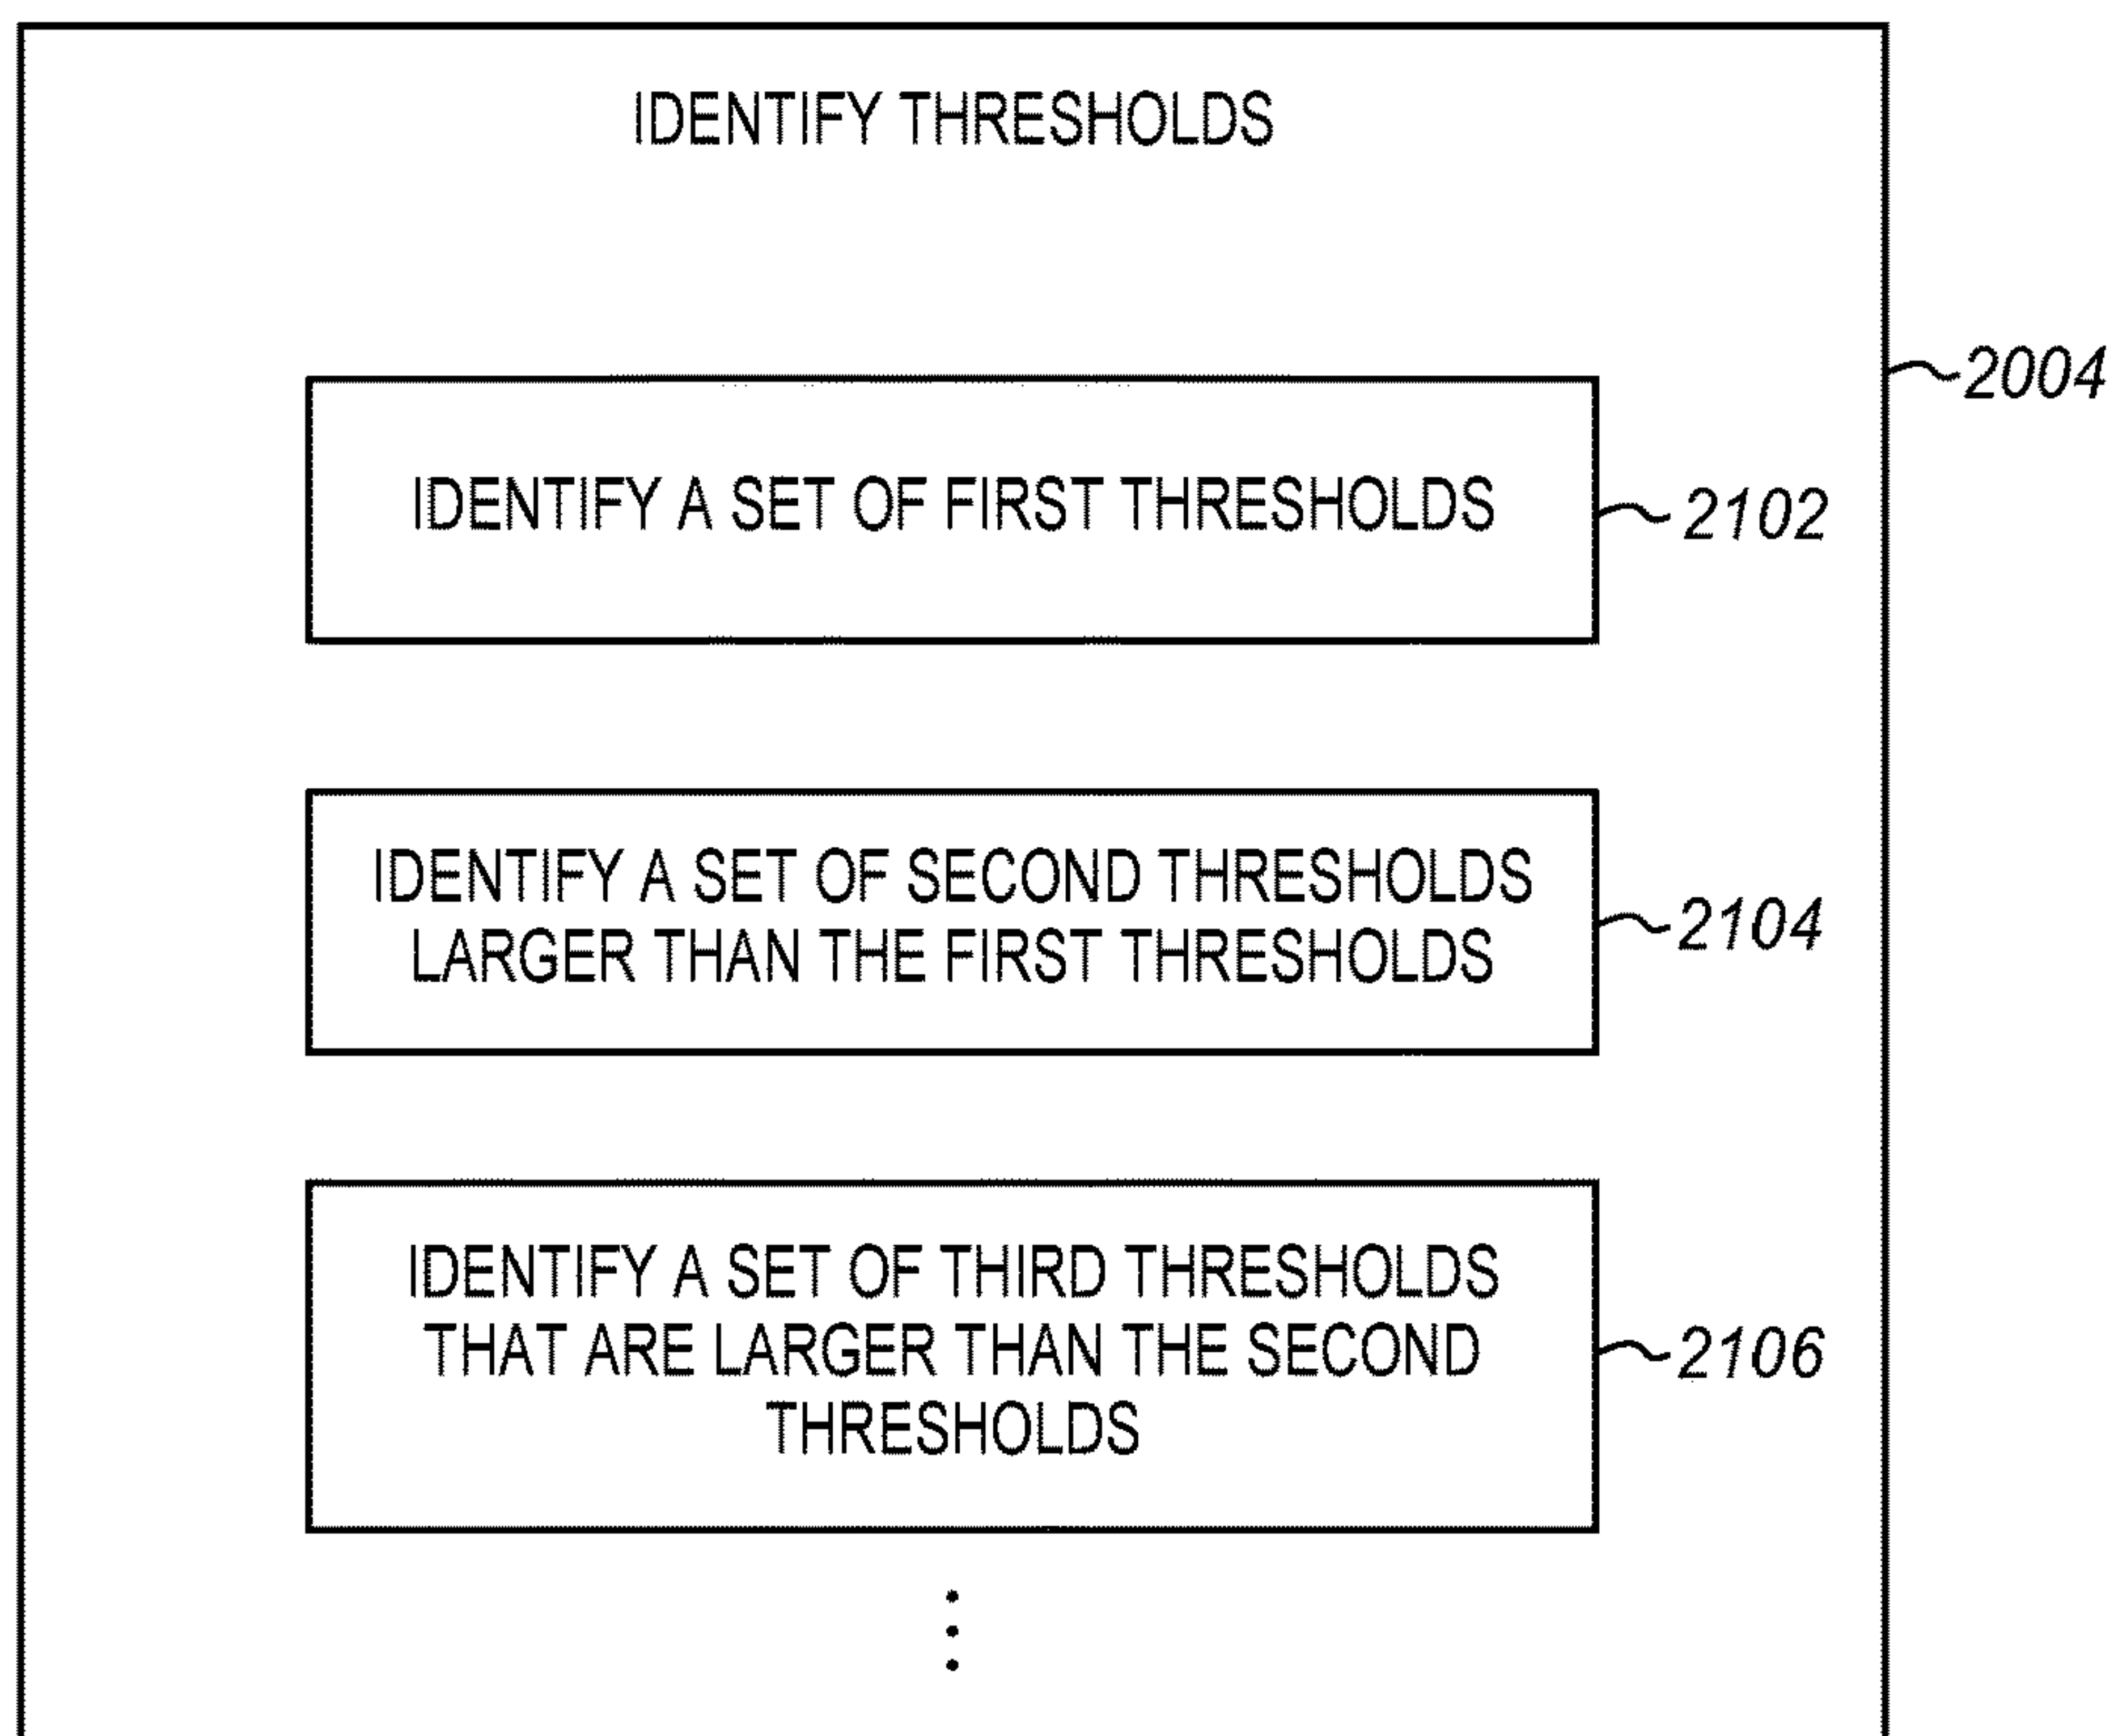 IDENTIFY THRESHOLDS
2004
IDENTIFY A SET OF FIRST THRESHOLDS
2102
IDENTIFY A SET OF SECOND THRESHOLDS
LARGER THAN THE FIRST THRESHOLDS
2104
IDENTIFY A SET OF THIRD THRESHOLDS
THAT ARE LARGER THAN THE SECOND
THRESHOLDS
2106